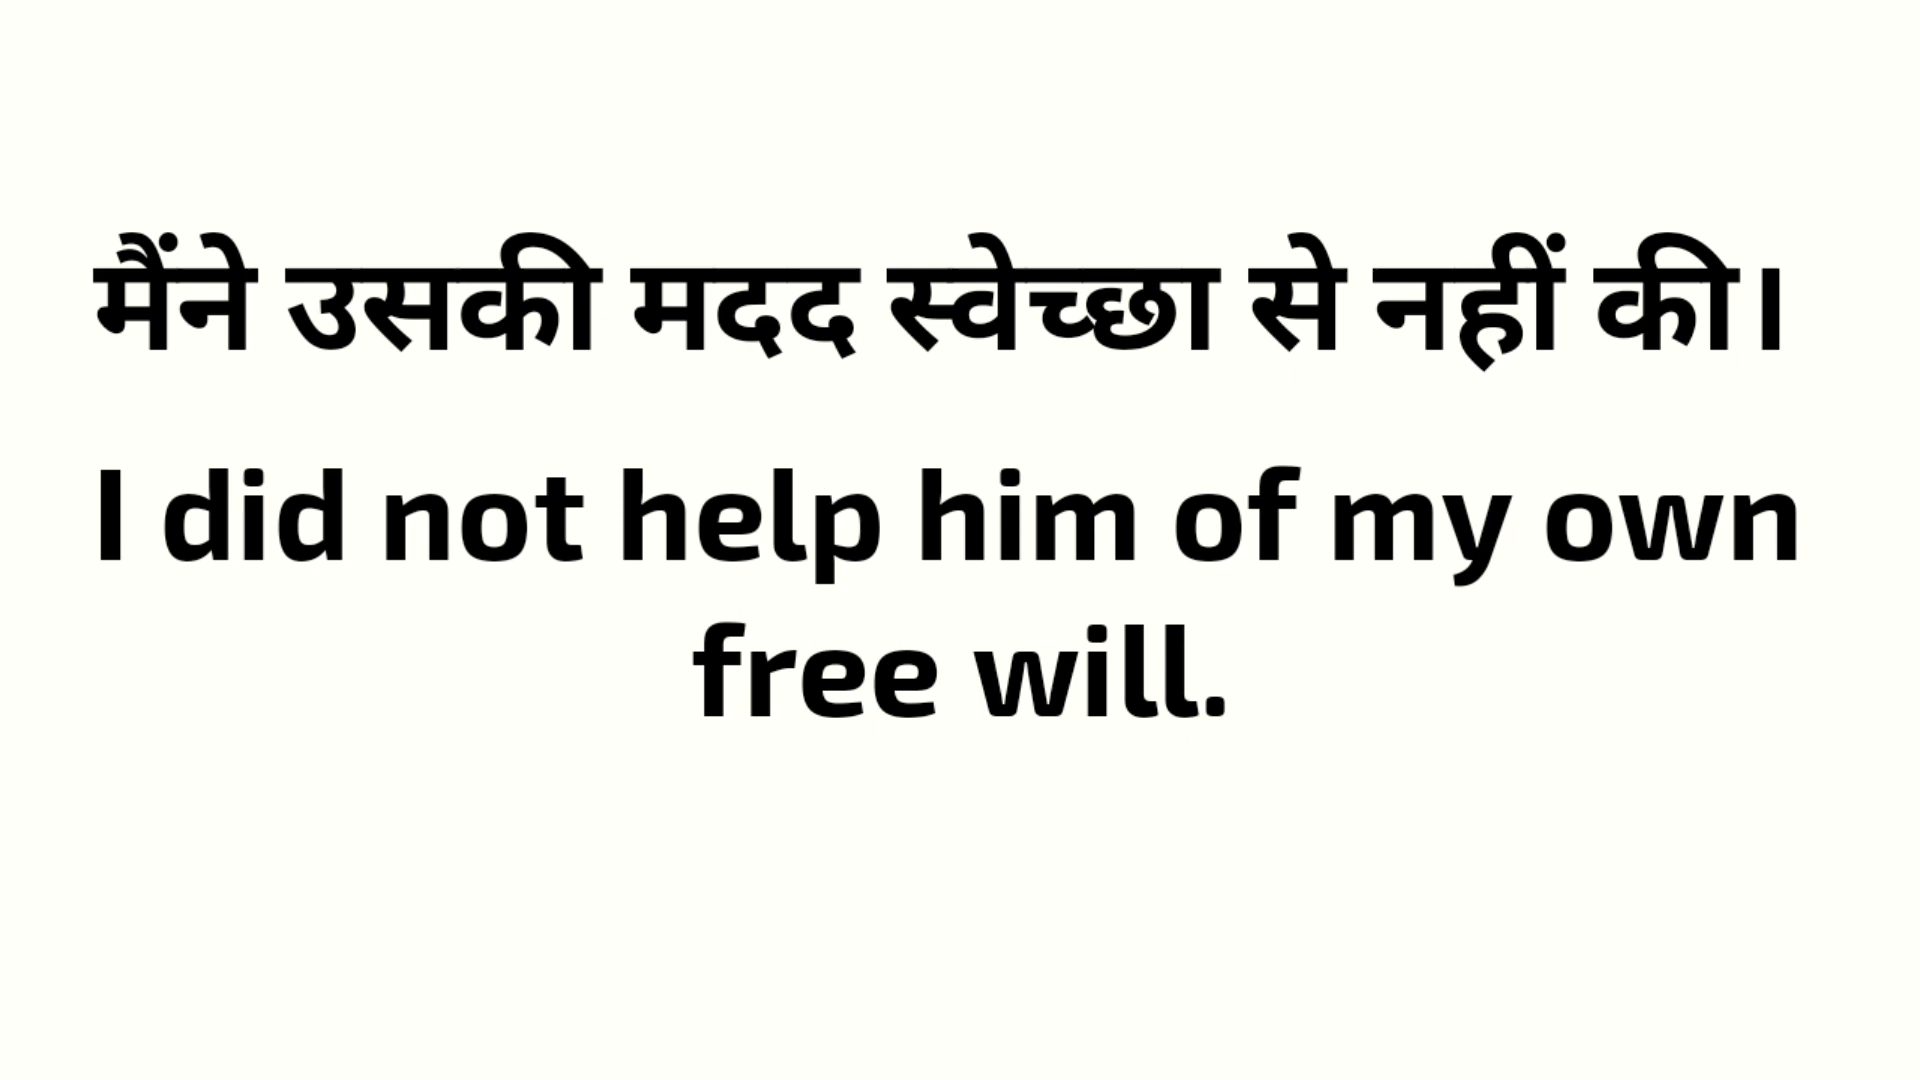 मैंने उसकी मदद स्वेच्छा से नहीं की।
I did not help him of my own
free will.